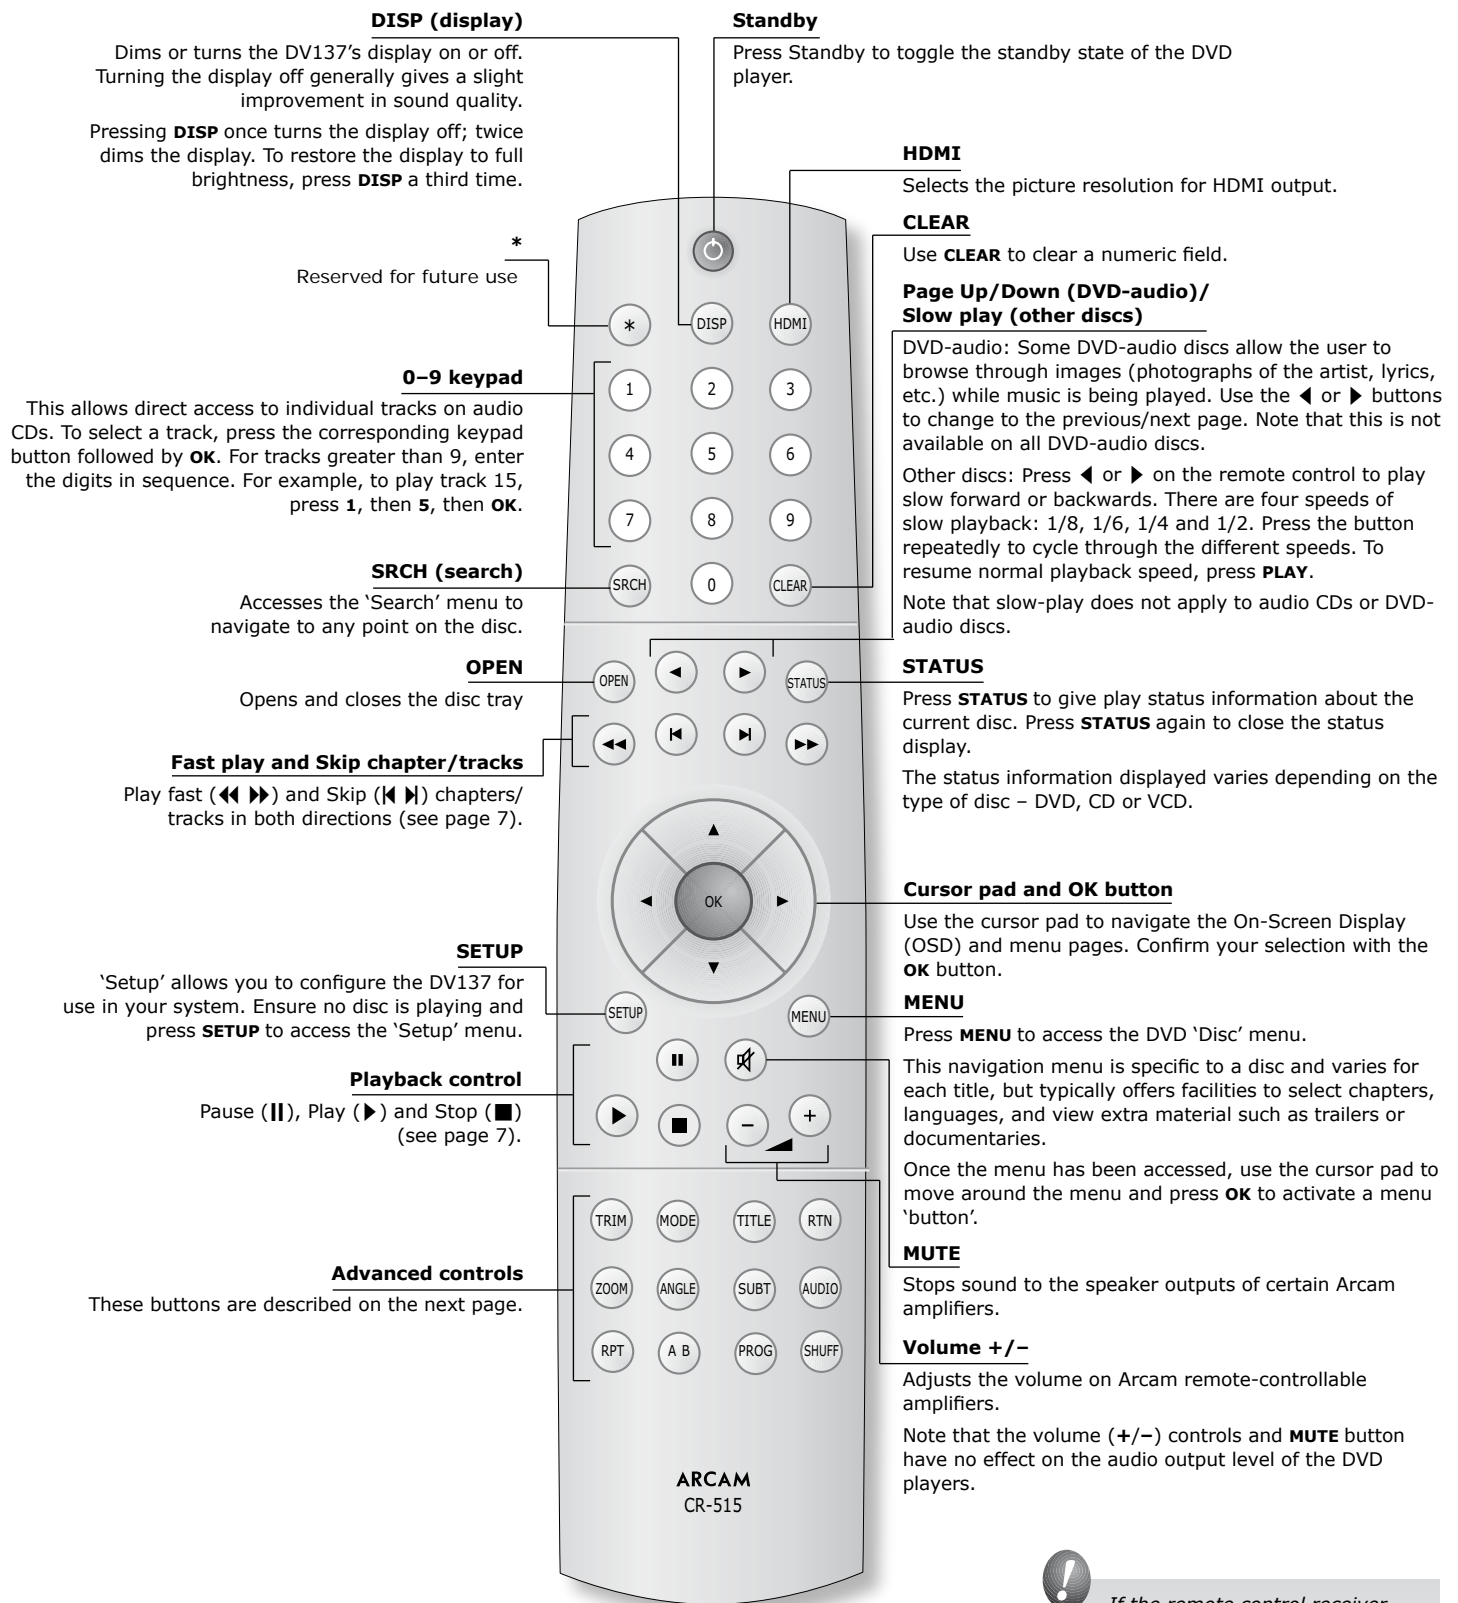 DISP (display)
Dims or turns the DV137's display on or off.
Turning the display off generally gives a slight
improvement in sound quality.
Pressing DISP once turns the display off; twice
dims the display. To restore the display to full
brightness, press DISP a third time.
*
Reserved for future use
0–9 keypad
This allows direct access to individual tracks on audio
CDs. To select a track, press the corresponding keypad
button followed by OK. For tracks greater than 9, enter
the digits in sequence. For example, to play track 15,
press 1, then 5, then OK.
SRCH (search)
Accesses the ‘Search’ menu to
navigate to any point on the disc.
OPEN
Opens and closes the disc tray
Fast play and Skip chapter/tracks
Play fast (◀◀ ▶▶) and Skip (|◀ ▶|) chapters/
tracks in both directions (see page 7).
SETUP
‘Setup’ allows you to configure the DV137 for
use in your system. Ensure no disc is playing and
press SETUP to access the ‘Setup’ menu.
Playback control
Pause (||), Play (▶) and Stop (■)
(see page 7).
Advanced controls
These buttons are described on the next page.
* DISP HDMI
1 2 3
4 5 6
7 8 9
SRCH 0 CLEAR
OPEN ◀ ▶ STATUS
◀◀ |◀ ▶| ▶▶
▲
◀ OK ▶
▼
SETUP MENU
− +
TRIM MODE TITLE RTN
ZOOM ANGLE SUBT AUDIO
RPT A B PROG SHUFF
ARCAM
CR-515
Standby
Press Standby to toggle the standby state of the DVD
player.
HDMI
Selects the picture resolution for HDMI output.
CLEAR
Use CLEAR to clear a numeric field.
Page Up/Down (DVD-audio)/
Slow play (other discs)
DVD-audio: Some DVD-audio discs allow the user to
browse through images (photographs of the artist, lyrics,
etc.) while music is being played. Use the ◀ or ▶ buttons
to change to the previous/next page. Note that this is not
available on all DVD-audio discs.
Other discs: Press ◀ or ▶ on the remote control to play
slow forward or backwards. There are four speeds of
slow playback: 1/8, 1/6, 1/4 and 1/2. Press the button
repeatedly to cycle through the different speeds. To
resume normal playback speed, press PLAY.
Note that slow-play does not apply to audio CDs or DVD-
audio discs.
STATUS
Press STATUS to give play status information about the
current disc. Press STATUS again to close the status
display.
The status information displayed varies depending on the
type of disc – DVD, CD or VCD.
Cursor pad and OK button
Use the cursor pad to navigate the On-Screen Display
(OSD) and menu pages. Confirm your selection with the
OK button.
MENU
Press MENU to access the DVD ‘Disc’ menu.
This navigation menu is specific to a disc and varies for
each title, but typically offers facilities to select chapters,
languages, and view extra material such as trailers or
documentaries.
Once the menu has been accessed, use the cursor pad to
move around the menu and press OK to activate a menu
‘button’.
MUTE
Stops sound to the speaker outputs of certain Arcam
amplifiers.
Volume +/−
Adjusts the volume on Arcam remote-controllable
amplifiers.
Note that the volume (+/−) controls and MUTE button
have no effect on the audio output level of the DVD
players.
If the remote control receiver